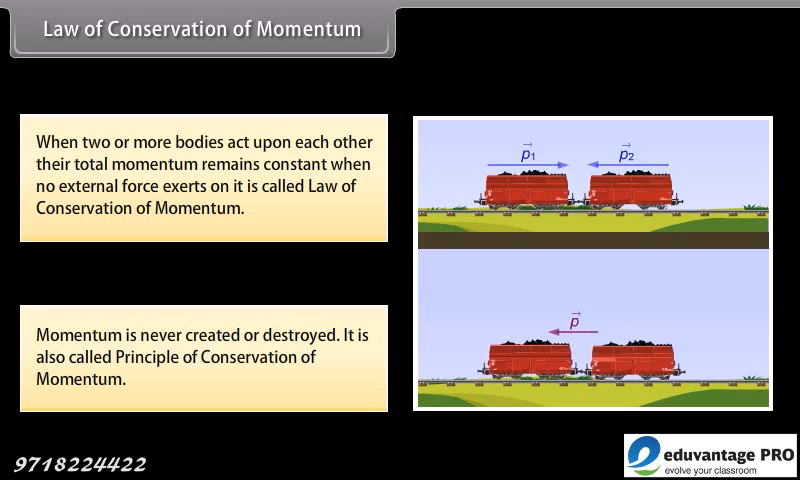 Law of Conservation of Momentum
When two or more bodies act upon each other
their total momentum remains constant when
no external force exerts on it is called Law of
Conservation of Momentum.
p⃗1 p⃗2
p⃗
Momentum is never created or destroyed. It is
also called Principle of Conservation of
Momentum.
9718224422
eduvantage PRO
evolve your classroom